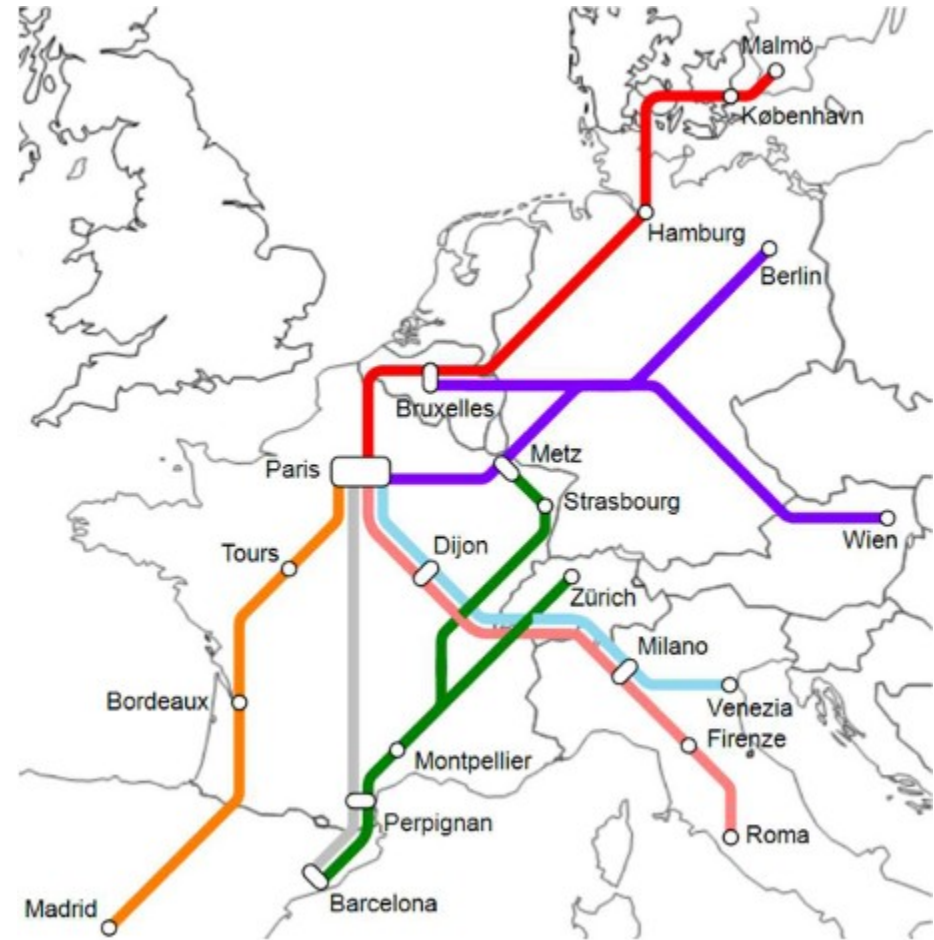 Malmö
København
Hamburg
Berlin
Bruxelles
Paris
Metz
Strasbourg
Wien
Tours
Dijon
Zürich
Milano
Bordeaux
Venezia
Firenze
Montpellier
Perpignan
Roma
Barcelona
Madrid